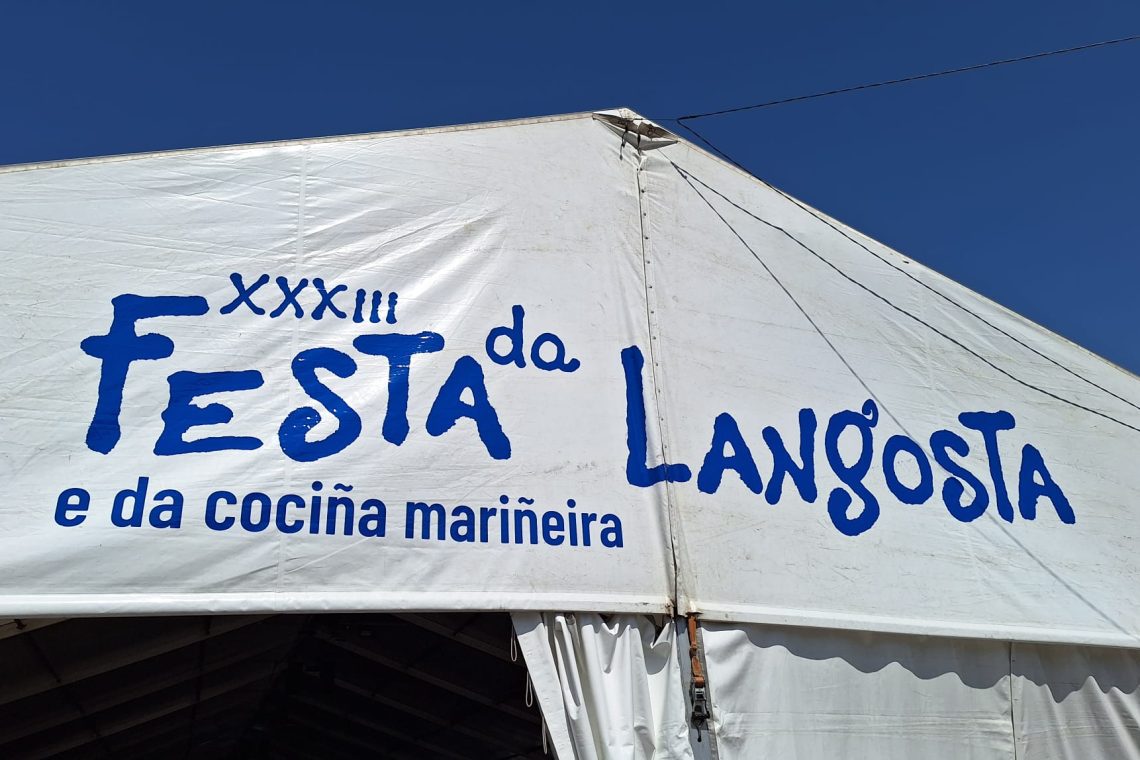 XXXIII
FESTA da LANgOSTA
e da cociña mariñeira